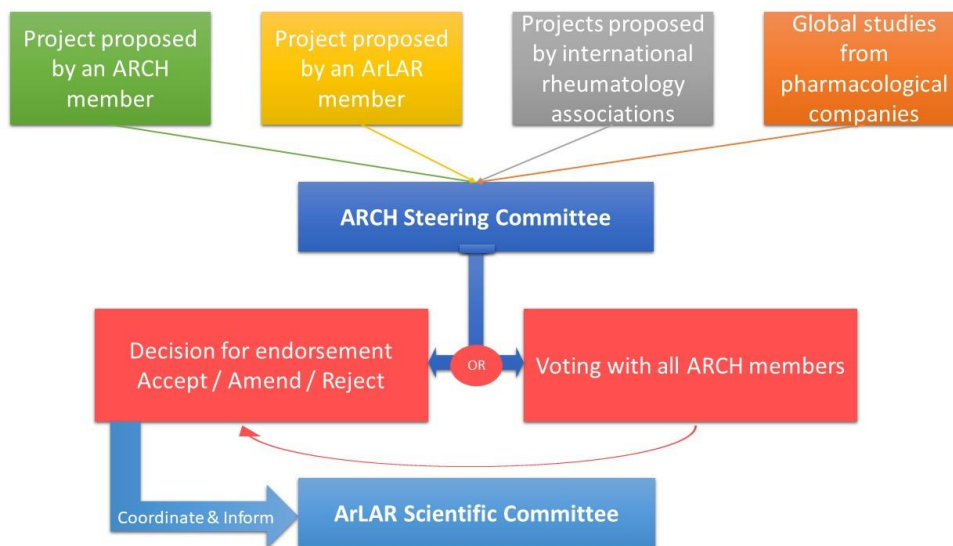 Project proposed
by an ARCH
member
Project proposed
by an ArLAR
member
Projects proposed
by international
rheumatology
associations
Global studies
from
pharmacological
companies
ARCH Steering Committee
Decision for endorsement
Accept / Amend / Reject
OR
Voting with all ARCH members
Coordinate & Inform
ArLAR Scientific Committee